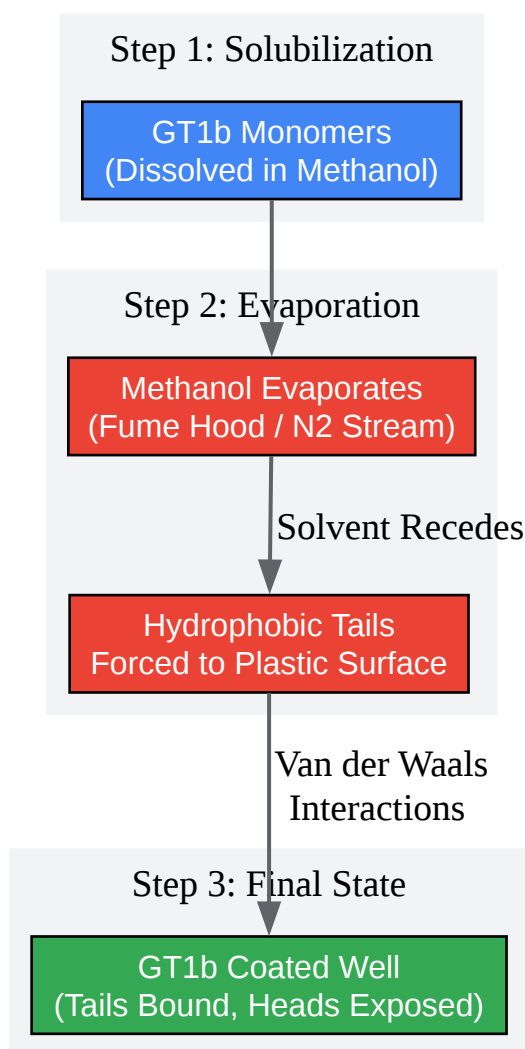 Step 1: Solubilization
GT1b Monomers
(Dissolved in Methanol)
Step 2: Evaporation
Methanol Evaporates
(Fume Hood / N2 Stream)
Solvent Recedes
Hydrophobic Tails
Forced to Plastic Surface
Van der Waals
Interactions
Step 3: Final State
GT1b Coated Well
(Tails Bound, Heads Exposed)